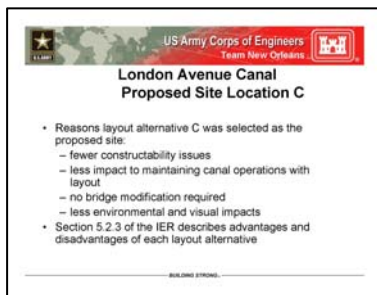 US Army Corps of Engineers
Team New Orleans
U.S. ARMY
London Avenue Canal
Proposed Site Location C
• Reasons layout alternative C was selected as the
proposed site:
– fewer constructability issues
– less impact to maintaining canal operations with
layout
– no bridge modification required
– less environmental and visual impacts
• Section 5.2.3 of the IER describes advantages and
disadvantages of each layout alternative
BUILDING STRONG®